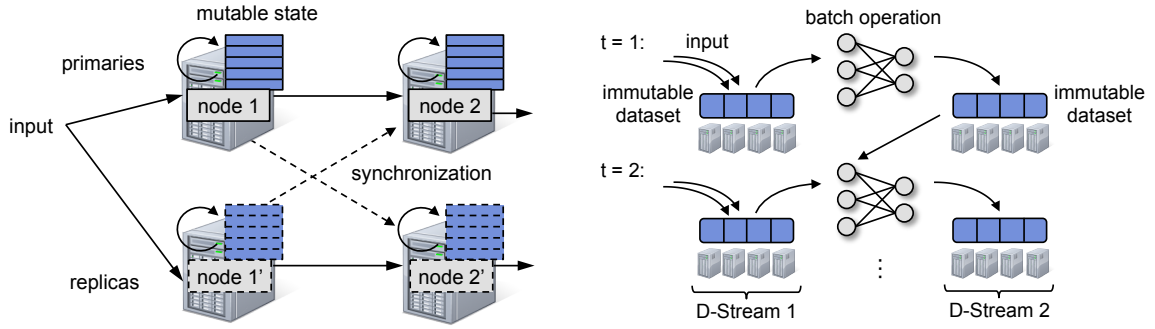 mutable state
primaries
node 1
node 2
input
synchronization
replicas
node 1'
node 2'
batch operation
t = 1:
input
immutable
dataset
immutable
dataset
t = 2:
⋮
D-Stream 1
D-Stream 2